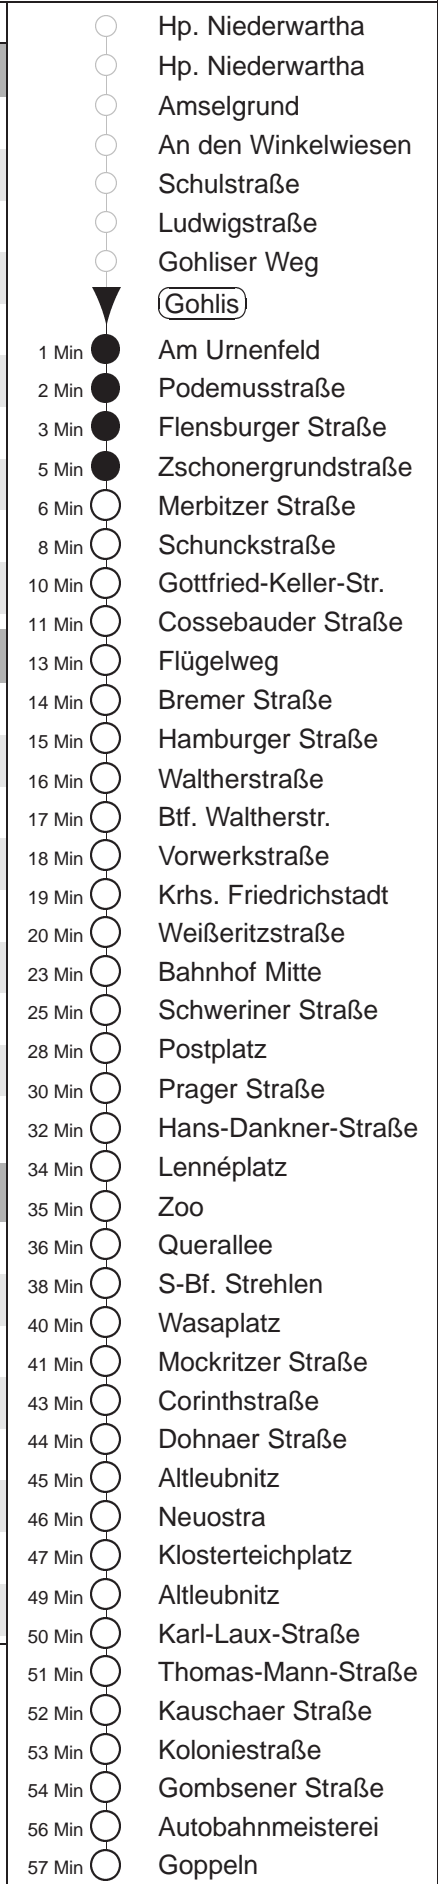 Hp. Niederwartha
Hp. Niederwartha
Amselgrund
An den Winkelwiesen
Schulstraße
Ludwigstraße
Gohliser Weg
Gohlis
1 Min Am Urnenfeld
2 Min Podemusstraße
3 Min Flensburger Straße
5 Min Zschonergrundstraße
6 Min Merbitzer Straße
8 Min Schunckstraße
10 Min Gottfried-Keller-Str.
11 Min Cossebauder Straße
13 Min Flügelweg
14 Min Bremer Straße
15 Min Hamburger Straße
16 Min Waltherstraße
17 Min Btf. Waltherstr.
18 Min Vorwerkstraße
19 Min Krhs. Friedrichstadt
20 Min Weißeritzstraße
23 Min Bahnhof Mitte
25 Min Schweriner Straße
28 Min Postplatz
30 Min Prager Straße
32 Min Hans-Dankner-Straße
34 Min Lennéplatz
35 Min Zoo
36 Min Querallee
38 Min S-Bf. Strehlen
40 Min Wasaplatz
41 Min Mockritzer Straße
43 Min Corinthstraße
44 Min Dohnaer Straße
45 Min Altleubnitz
46 Min Neuostra
47 Min Klosterteichplatz
49 Min Altleubnitz
50 Min Karl-Laux-Straße
51 Min Thomas-Mann-Straße
52 Min Kauschaer Straße
53 Min Koloniestraße
54 Min Gombsener Straße
56 Min Autobahnmeisterei
57 Min Goppeln